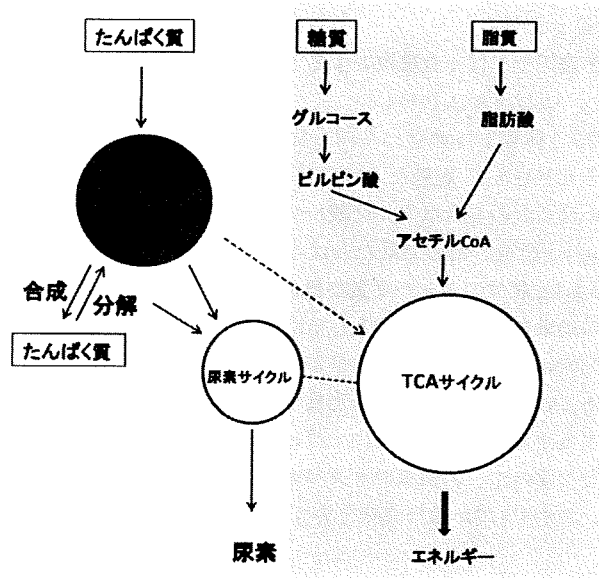 たんぱく質
糖質
脂質
グルコース
脂肪酸
ピルビン酸
アセチルCoA
合成
分解
たんぱく質
尿素サイクル
TCAサイクル
尿素
エネルギー